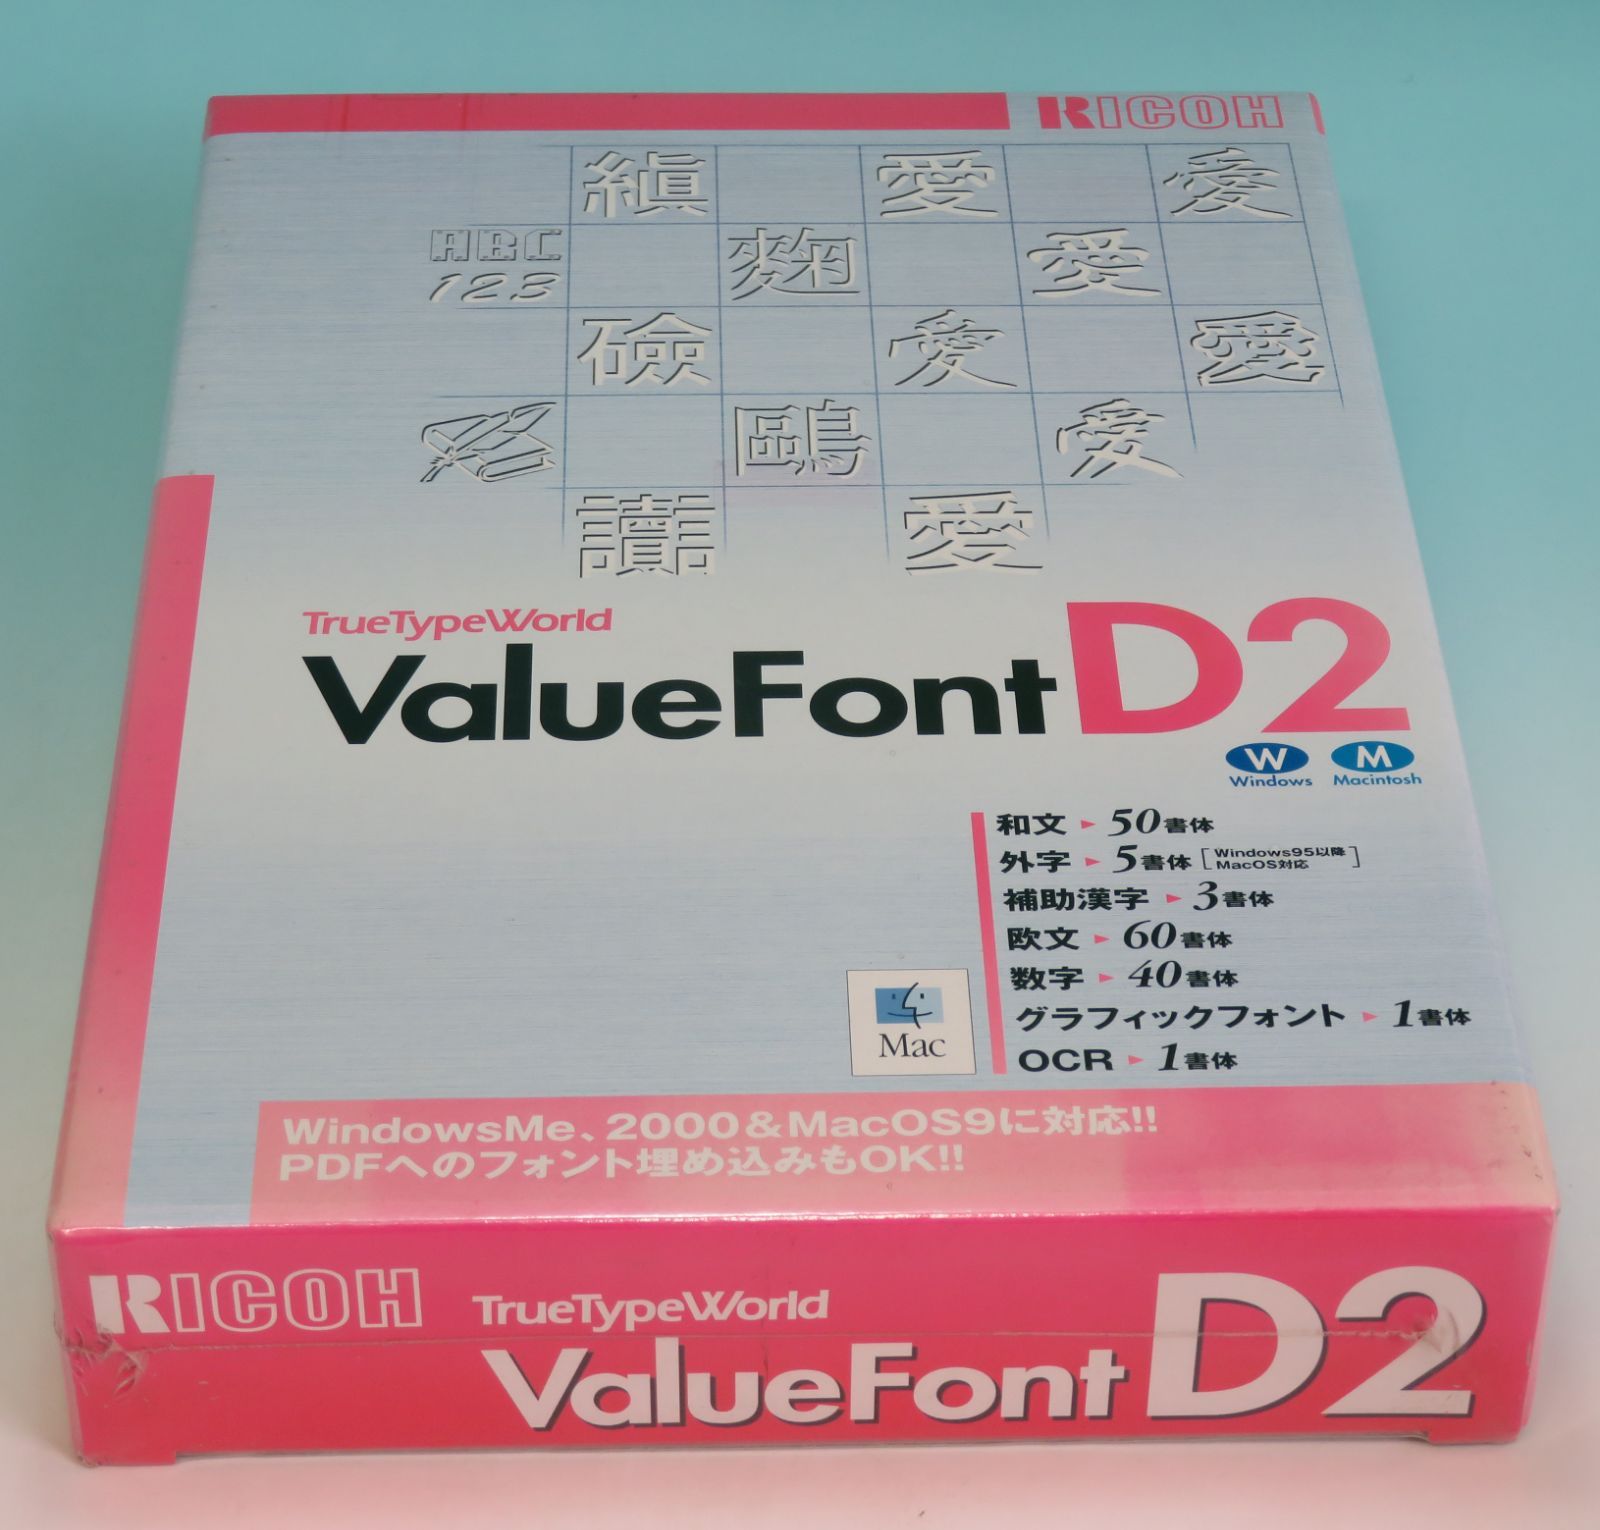 RICOH
縝 愛 愛
ABC
麴 愛
123
礆 愛 愛
鷗 愛
愛
TrueTypeWorld
ValueFont D2
W M
Windows Macintosh
和文 ► 50書体
外字 ► 5書体 [Windows95以降
MacOS対応]
補助漢字 ► 3書体
欧文 ► 60書体
数字 ► 40書体
グラフィックフォント ► 1書体
OCR ► 1書体
Mac
WindowsMe、2000&MacOS9に対応!!
PDFへのフォント埋め込みもOK!!
RICOH
TrueTypeWorld
ValueFont D2